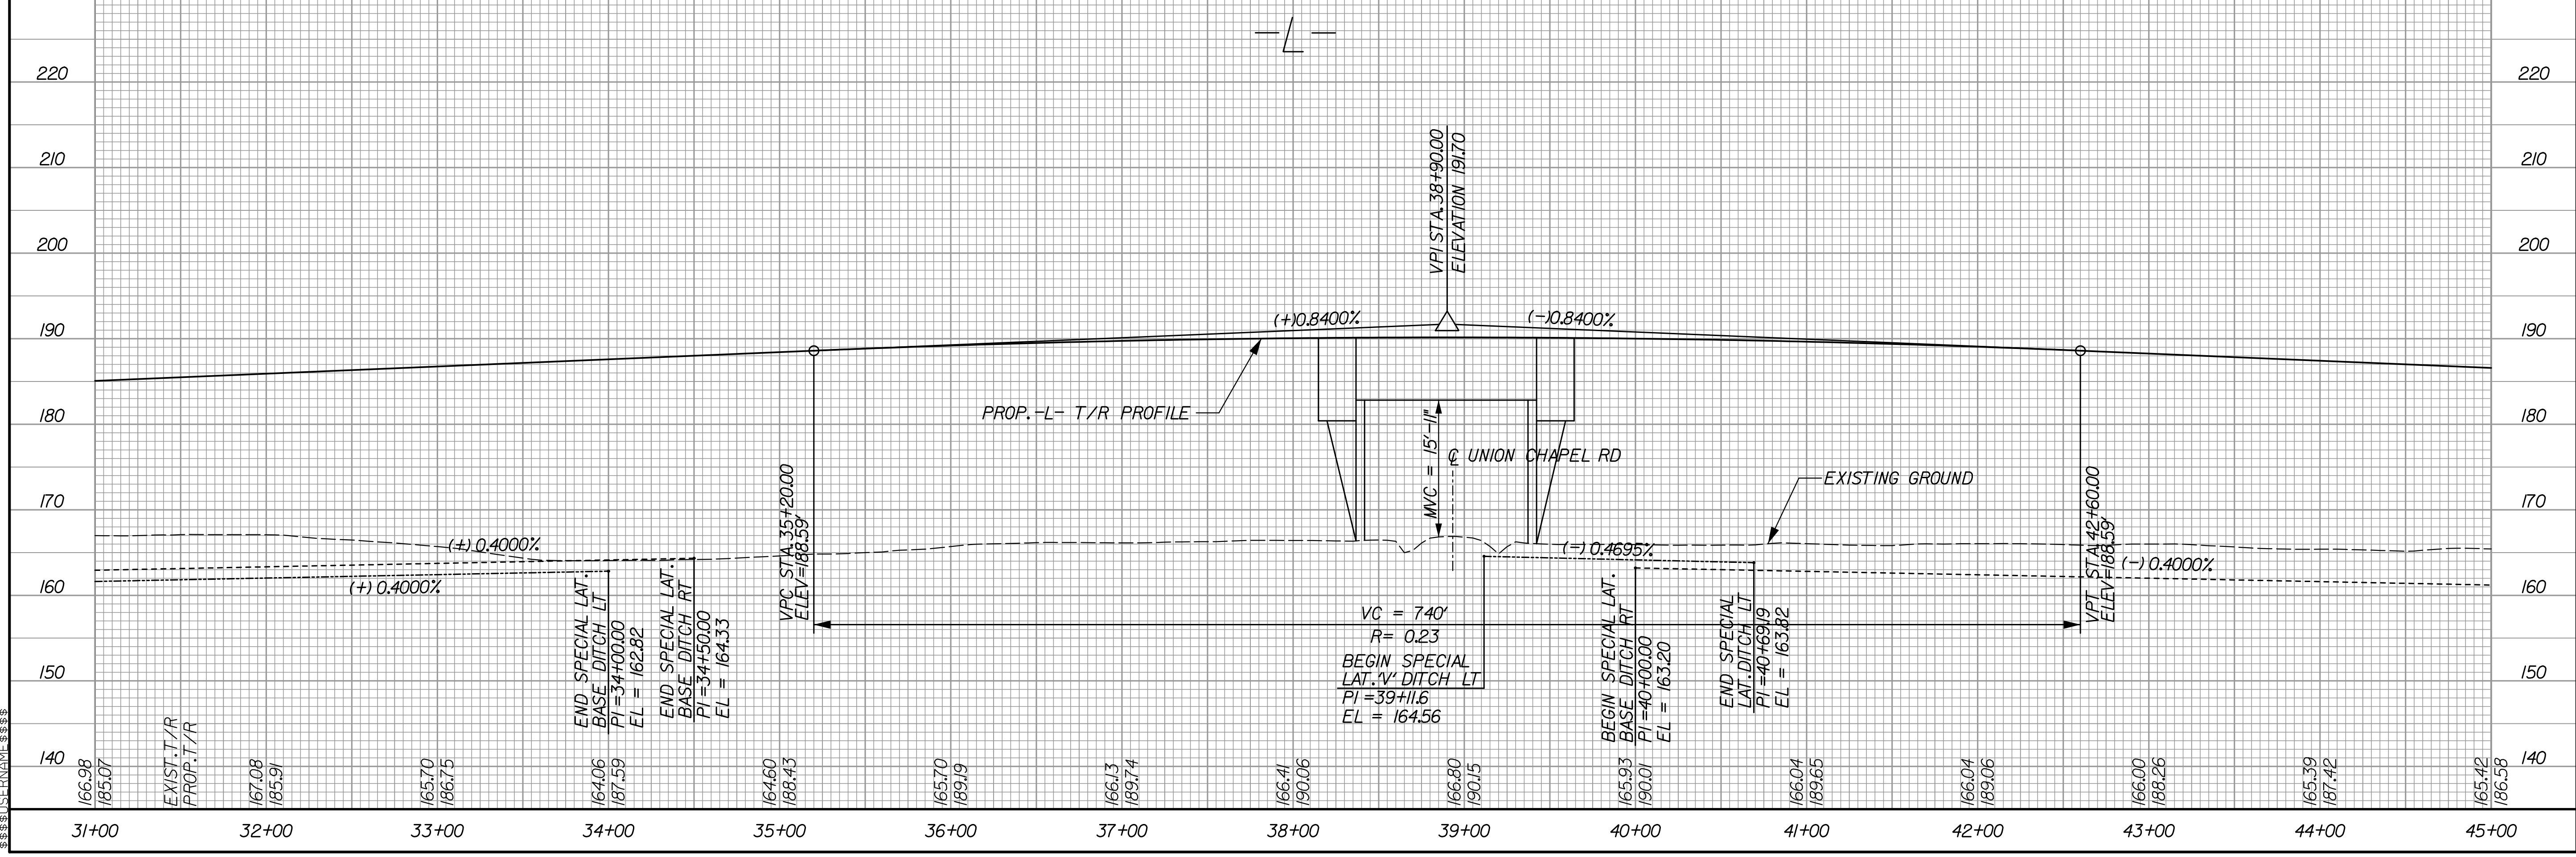 -L-
220
220
210
210
200
200
190
190
180
180
170
170
160
160
150
150
140
140
VPI STA. 38+90.00
ELEVATION 191.70
(+)0.8400%
(-)0.8400%
PROP.-L- T/R PROFILE
MVC = 15'-11"
℄ UNION CHAPEL RD
EXISTING GROUND
VPC STA. 35+20.00
ELEV=188.59'
VPT STA. 42+60.00
ELEV=188.59'
(+) 0.4000%
(+) 0.4000%
(-) 0.4695%
(-) 0.4000%
END SPECIAL LAT.
BASE DITCH LT
PI =34+00.00
EL = 162.82
END SPECIAL LAT.
BASE DITCH RT
PI =34+50.00
EL = 164.33
VC = 740'
R= 0.23
BEGIN SPECIAL
LAT.'V' DITCH LT
PI =39+11.6
EL = 164.56
BEGIN SPECIAL LAT.
BASE DITCH RT
PI =40+00.00
EL = 163.20
END SPECIAL
LAT. DITCH LT
PI =40+69.19
EL = 163.82
EXIST. T/R
PROP. T/R
166.98
185.07
167.08
185.91
165.70
186.75
164.06
187.59
164.60
188.43
165.70
189.19
166.13
189.74
166.41
190.06
166.80
190.15
165.93
190.01
166.04
189.65
166.04
189.06
166.00
188.26
165.39
187.42
165.42
186.58
31+00
32+00
33+00
34+00
35+00
36+00
37+00
38+00
39+00
40+00
41+00
42+00
43+00
44+00
45+00
$$$$USERNAME$$$$